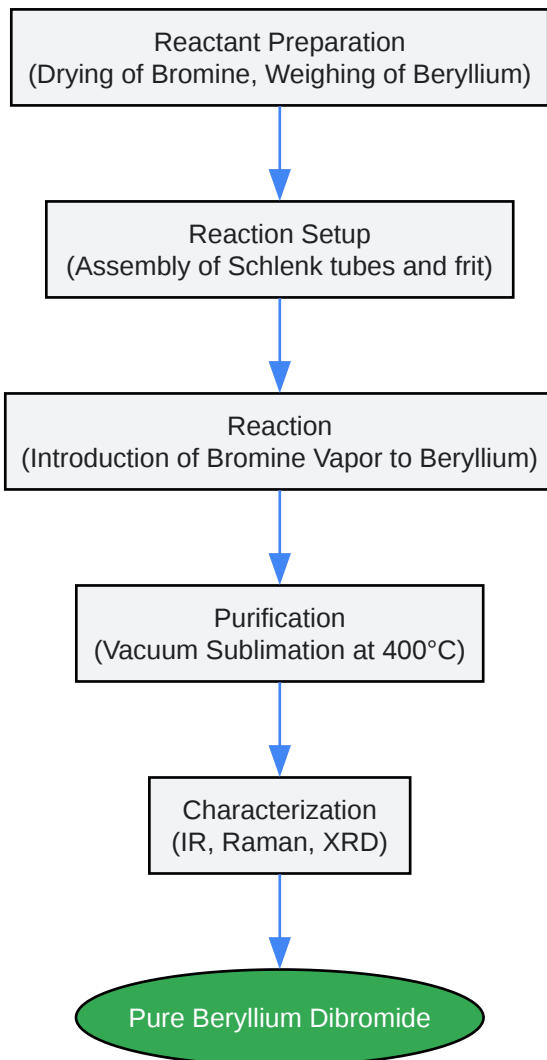 Reactant Preparation
(Drying of Bromine, Weighing of Beryllium)
Reaction Setup
(Assembly of Schlenk tubes and frit)
Reaction
(Introduction of Bromine Vapor to Beryllium)
Purification
(Vacuum Sublimation at 400°C)
Characterization
(IR, Raman, XRD)
Pure Beryllium Dibromide